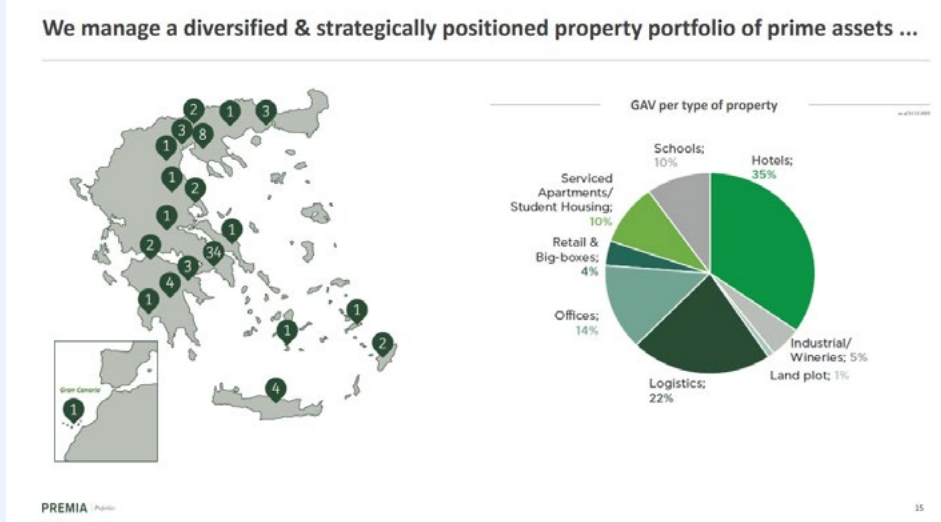 We manage a diversified & strategically positioned property portfolio of prime assets ...
GAV per type of property
2
1
3
3
8
1
1
2
1
1
2
34
3
4
1
1
1
2
4
Gran Canaria
1
Schools;
10%
Hotels;
35%
Serviced
Apartments/
Student Housing;
10%
Retail &
Big-boxes;
4%
Offices;
14%
Logistics;
22%
Industrial/
Wineries; 5%
Land plot; 1%
PREMIA
15